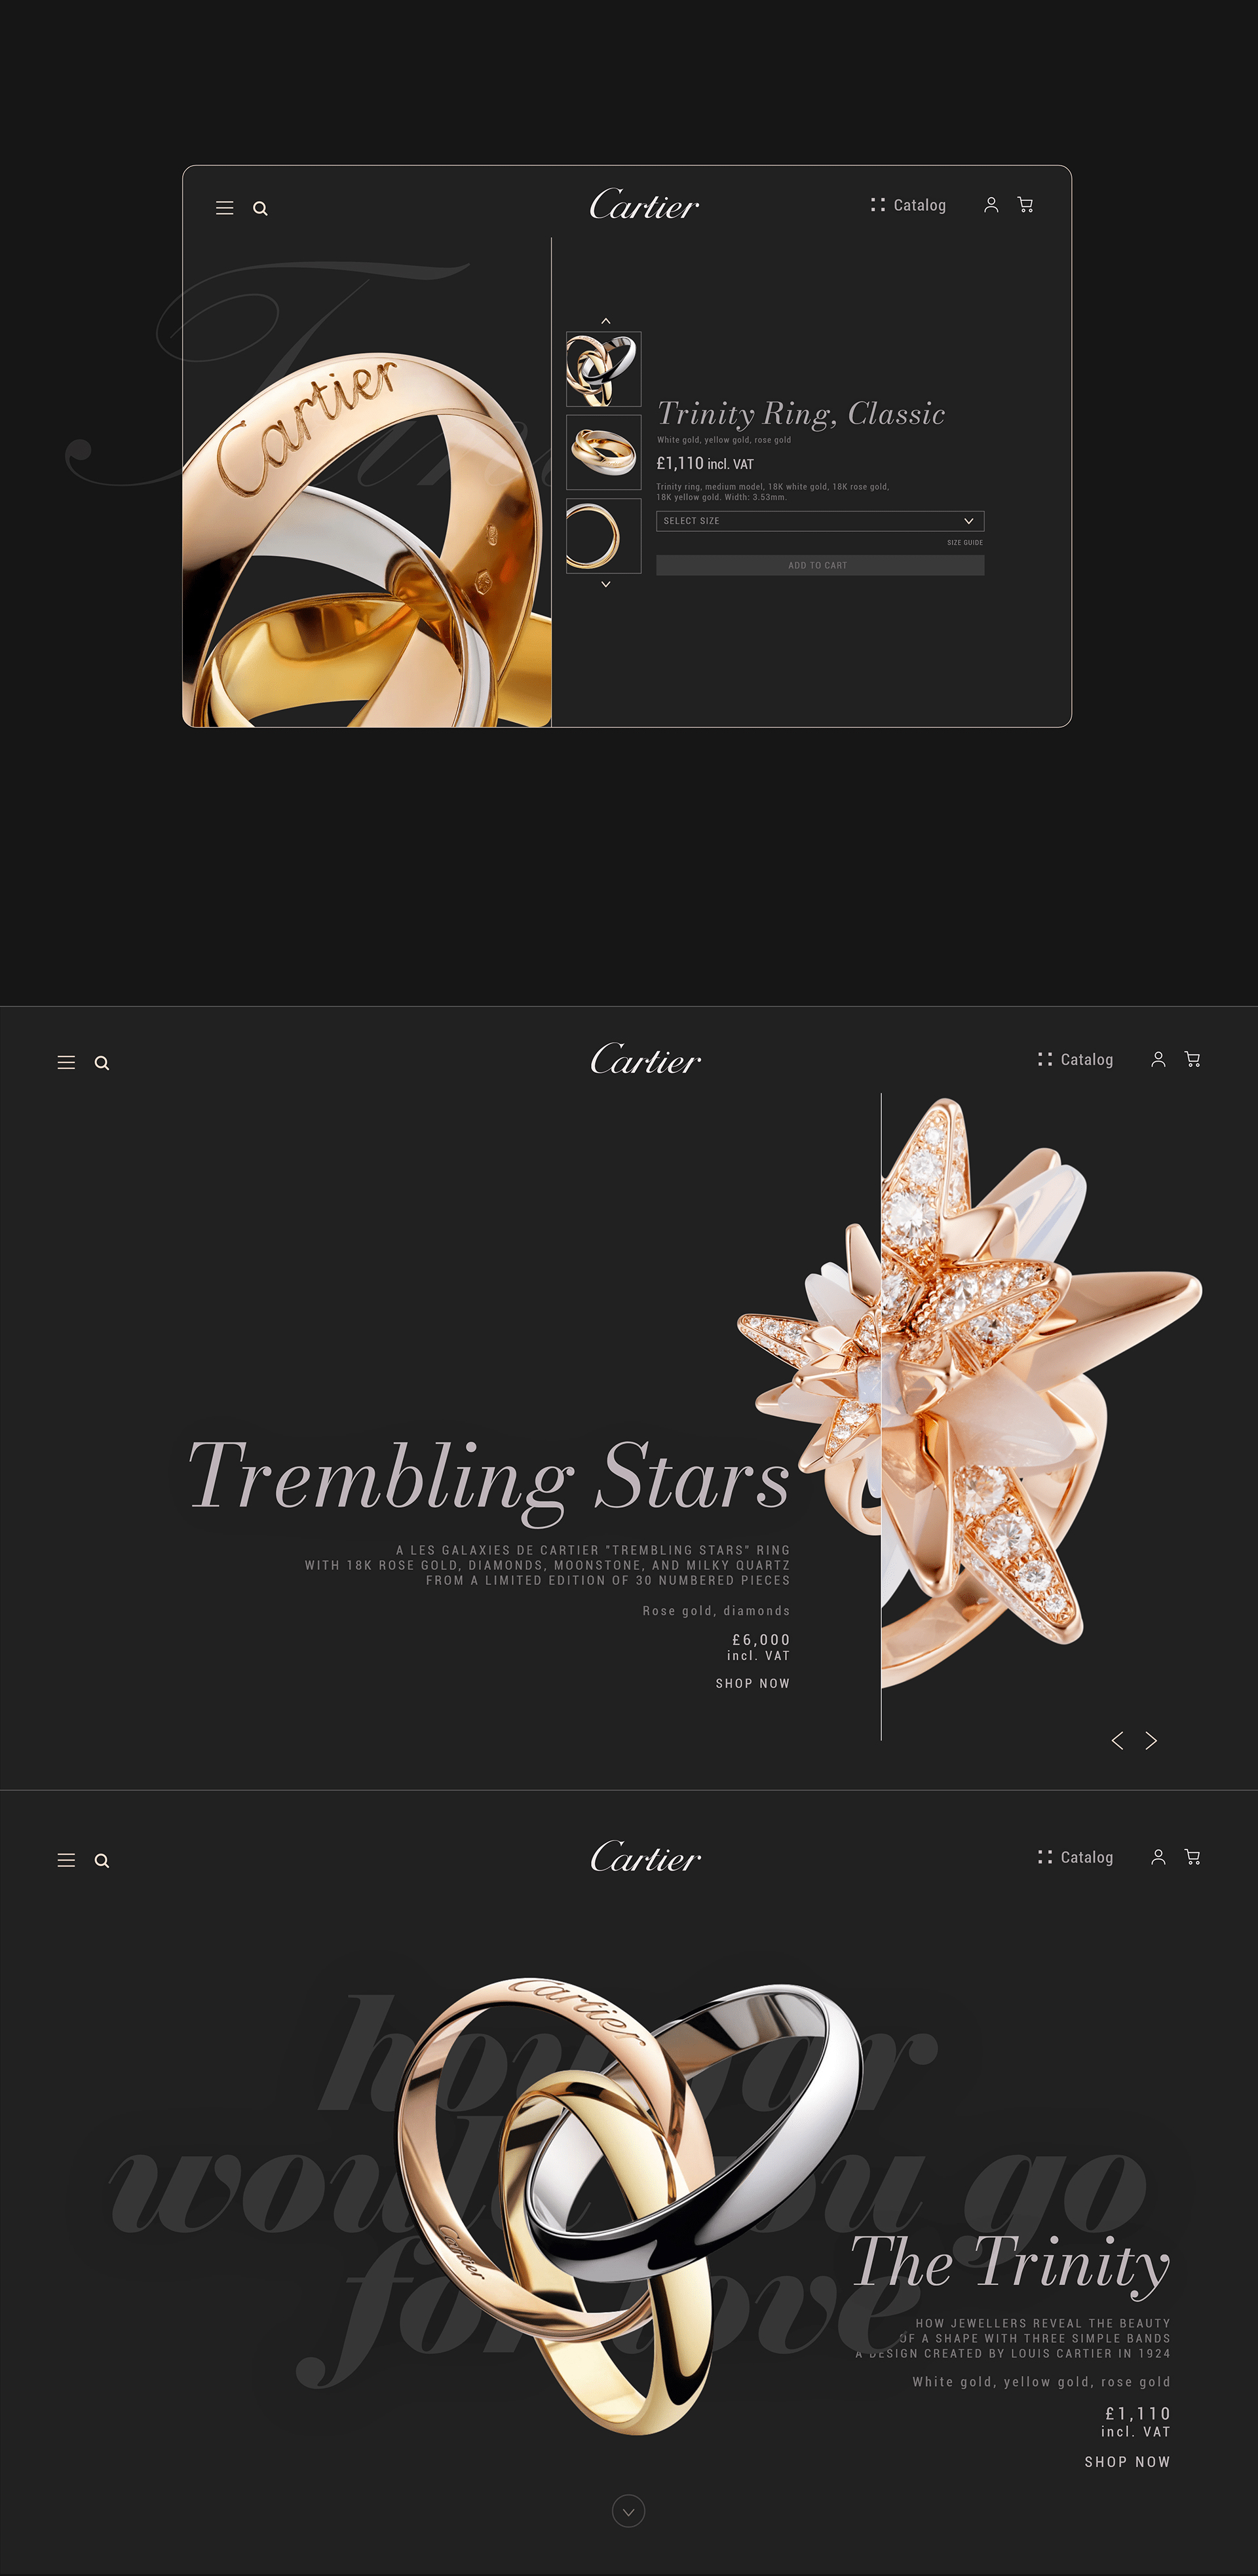 Cartier
Catalog
Cartier
Trinity Ring, Classic
White gold, yellow gold, rose gold
£1,110 incl. VAT
Trinity ring, medium model, 18K white gold, 18K rose gold,
18K yellow gold. Width: 3.53mm.
SELECT SIZE
SIZE GUIDE
ADD TO CART
Cartier
Catalog
Trembling Stars
A LES GALAXIES DE CARTIER "TREMBLING STARS" RING
WITH 18K ROSE GOLD, DIAMONDS, MOONSTONE, AND MILKY QUARTZ
FROM A LIMITED EDITION OF 30 NUMBERED PIECES
Rose gold, diamonds
£6,000
incl. VAT
SHOP NOW
Cartier
Catalog
how far
would you go
for love
Cartier
Cartier
The Trinity
HOW JEWELLERS REVEAL THE BEAUTY
OF A SHAPE WITH THREE SIMPLE BANDS
A DESIGN CREATED BY LOUIS CARTIER IN 1924
White gold, yellow gold, rose gold
£1,110
incl. VAT
SHOP NOW